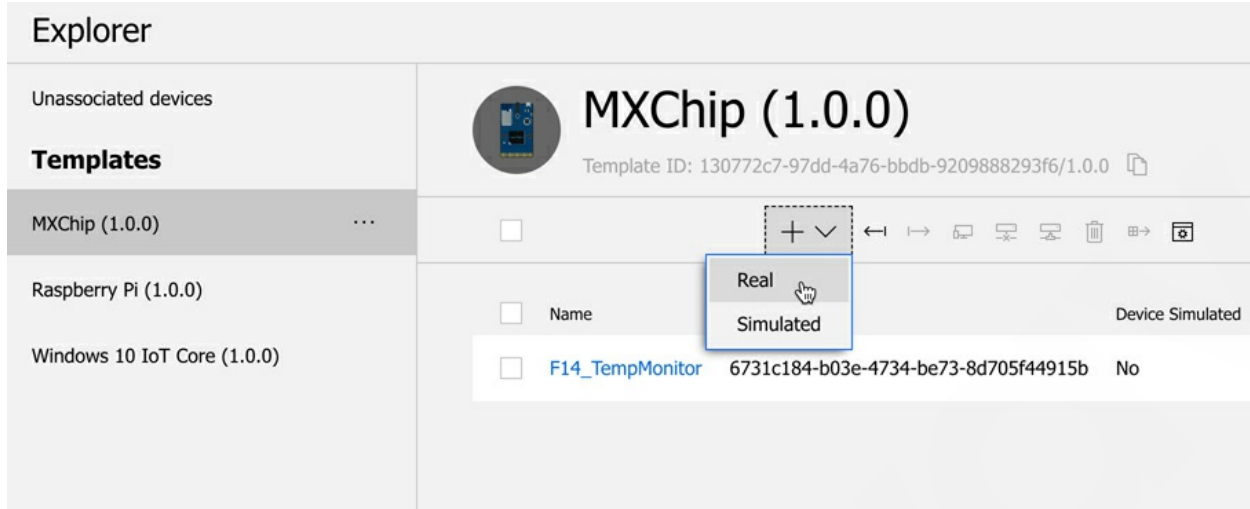 Explorer
Unassociated devices
Templates
MXChip (1.0.0)
...
Raspberry Pi (1.0.0)
Windows 10 IoT Core (1.0.0)
MXChip (1.0.0)
Template ID: 130772c7-97dd-4a76-bbdb-9209888293f6/1.0.0
Real
Simulated
Name
Device Simulated
F14_TempMonitor 6731c184-b03e-4734-be73-8d705f44915b No